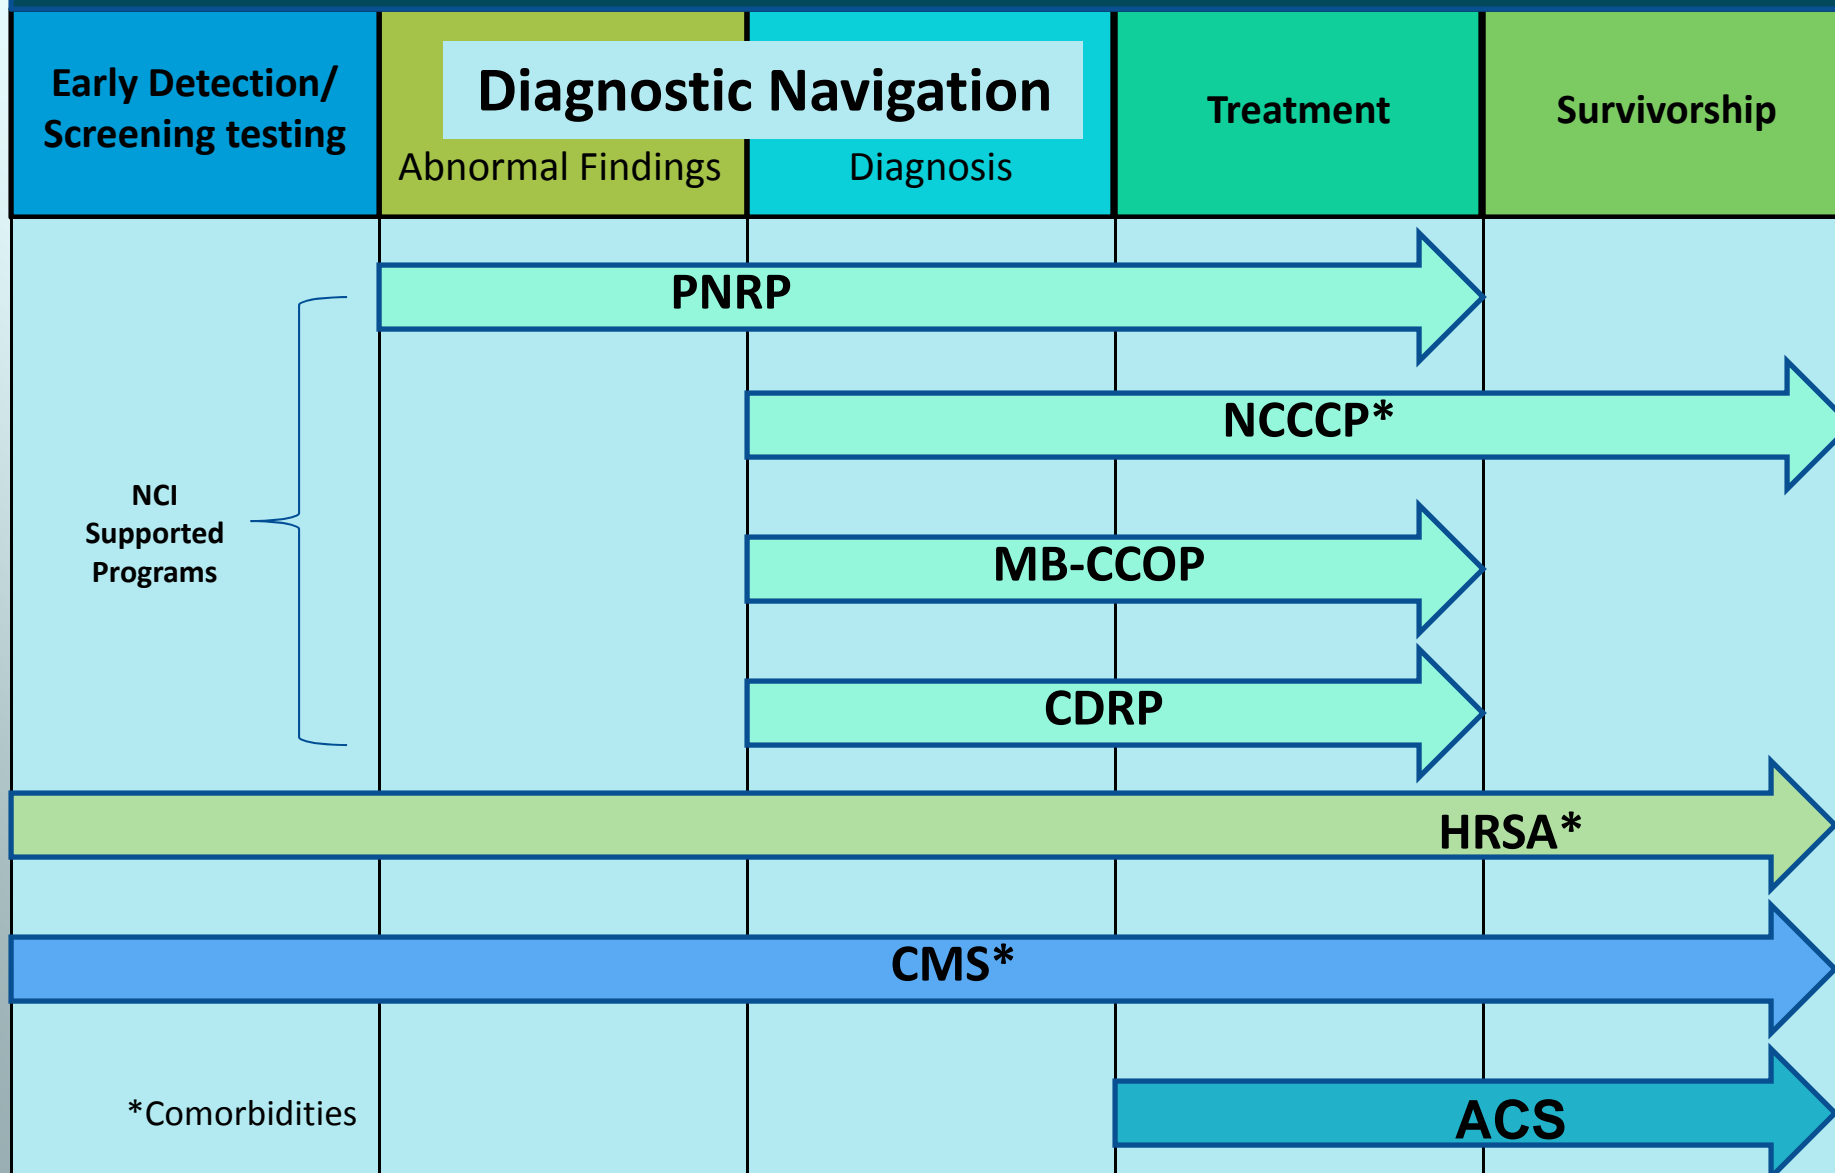 Early Detection/
Screening testing
Diagnostic Navigation
Abnormal Findings
Diagnosis
Treatment
Survivorship
PNRP
NCCCP*
NCI
Supported
Programs
MB-CCOP
CDRP
HRSA*
CMS*
*Comorbidities
ACS